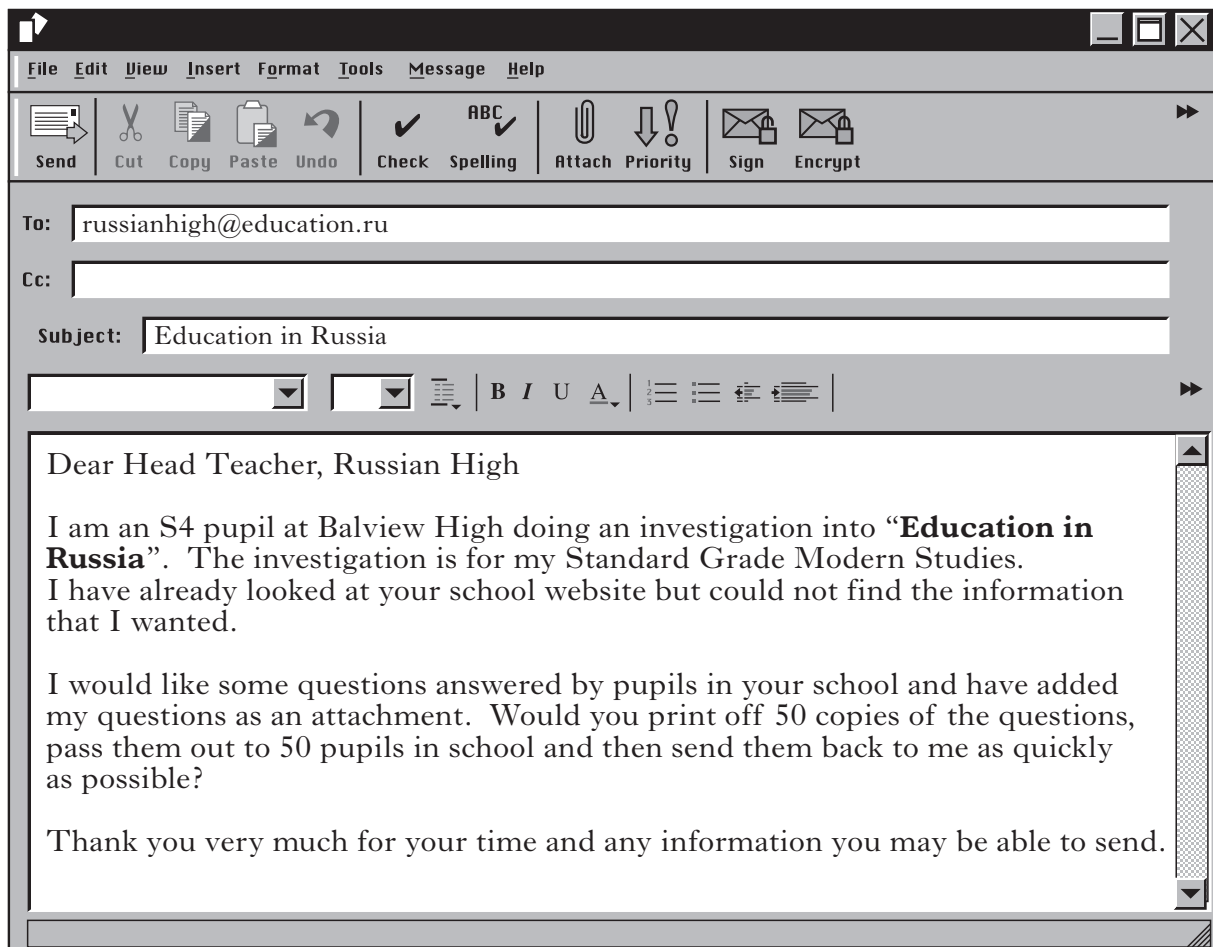 File Edit View Insert Format Tools Message Help
ABC
Send Cut Copy Paste Undo Check Spelling Attach Priority Sign Encrypt
To: russianhigh@education.ru
Cc:
Subject: Education in Russia
B I U A
Dear Head Teacher, Russian High
I am an S4 pupil at Balview High doing an investigation into “Education in
Russia”. The investigation is for my Standard Grade Modern Studies.
I have already looked at your school website but could not find the information
that I wanted.
I would like some questions answered by pupils in your school and have added
my questions as an attachment. Would you print off 50 copies of the questions,
pass them out to 50 pupils in school and then send them back to me as quickly
as possible?
Thank you very much for your time and any information you may be able to send.